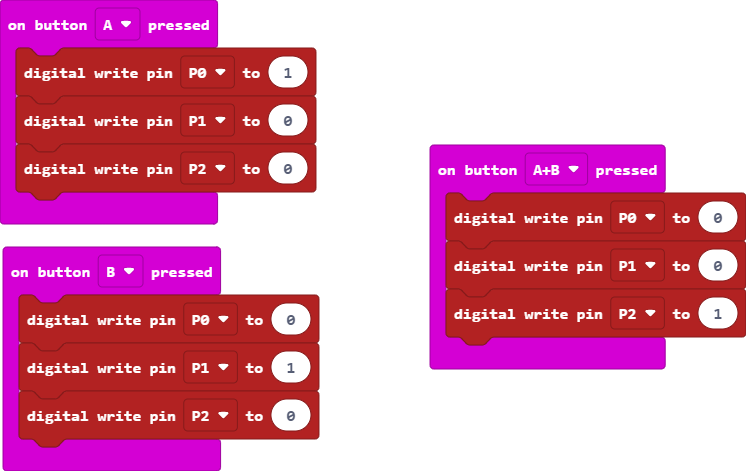 on button A pressed
digital write pin P0 to 1
digital write pin P1 to 0
digital write pin P2 to 0
on button B pressed
digital write pin P0 to 0
digital write pin P1 to 1
digital write pin P2 to 0
on button A+B pressed
digital write pin P0 to 0
digital write pin P1 to 0
digital write pin P2 to 1